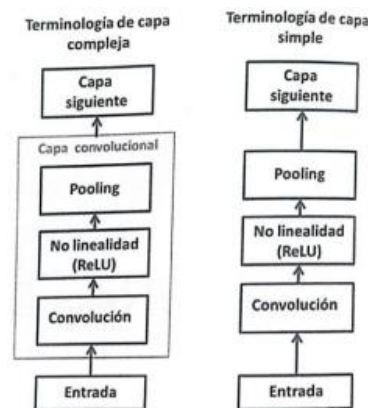 Terminología de capa
compleja
Capa
siguiente
Capa convolucional
Pooling
No linealidad
(ReLU)
Convolución
Entrada
Terminología de capa
simple
Capa
siguiente
Pooling
No linealidad
(ReLU)
Convolución
Entrada